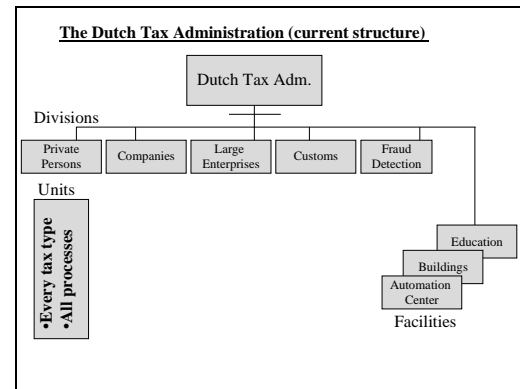 The Dutch Tax Administration (current structure)
Dutch Tax Adm.
Divisions
Private
Persons
Companies
Large
Enterprises
Customs
Fraud
Detection
Units
•Every tax type
•All processes
Education
Buildings
Automation
Center
Facilities